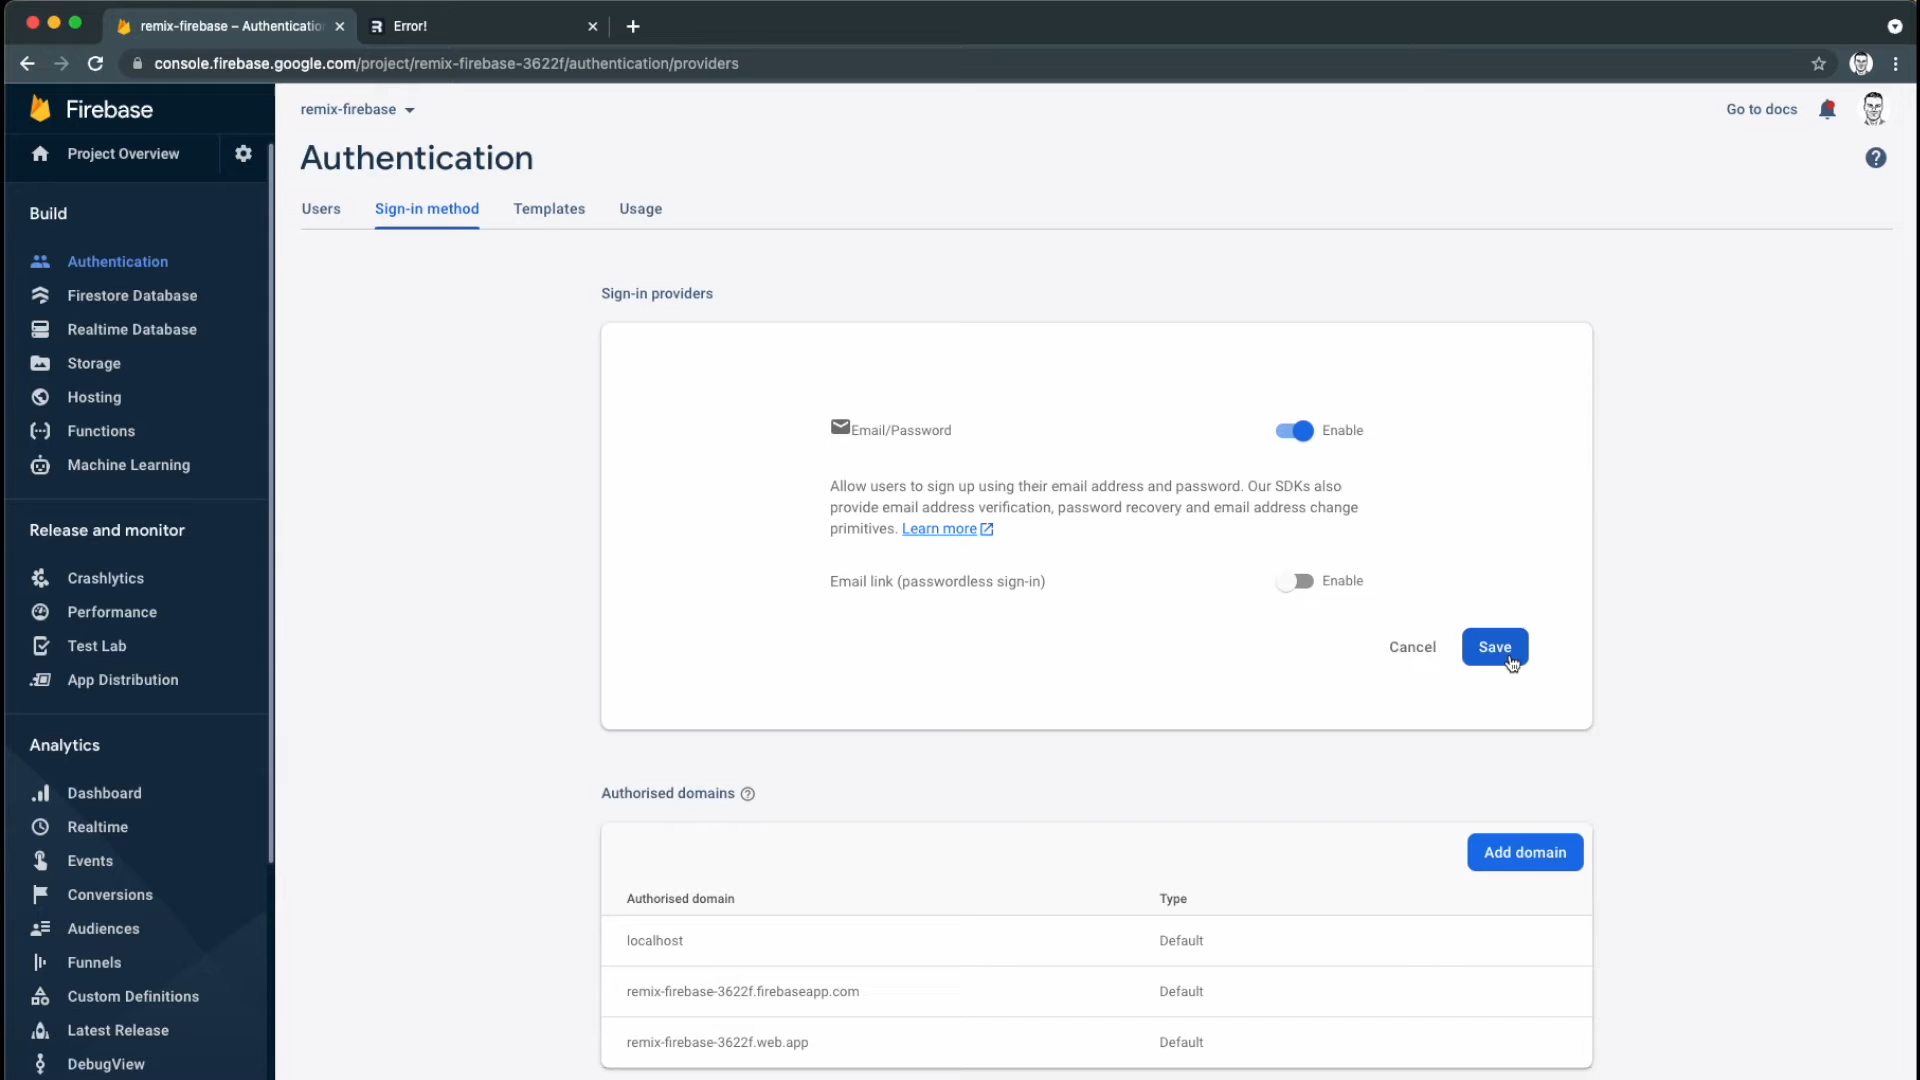 remix-firebase – Authenticatio
Error!
console.firebase.google.com/project/remix-firebase-3622f/authentication/providers
Firebase
Project Overview
Build
Authentication
Firestore Database
Realtime Database
Storage
Hosting
Functions
Machine Learning
Release and monitor
Crashlytics
Performance
Test Lab
App Distribution
Analytics
Dashboard
Realtime
Events
Conversions
Audiences
Funnels
Custom Definitions
Latest Release
DebugView
remix-firebase
Go to docs
Authentication
Users
Sign-in method
Templates
Usage
Sign-in providers
Email/Password
Enable
Allow users to sign up using their email address and password. Our SDKs also
provide email address verification, password recovery and email address change
primitives. Learn more
Email link (passwordless sign-in)
Enable
Cancel
Save
Authorised domains
Add domain
Authorised domain
Type
localhost
Default
remix-firebase-3622f.firebaseapp.com
Default
remix-firebase-3622f.web.app
Default